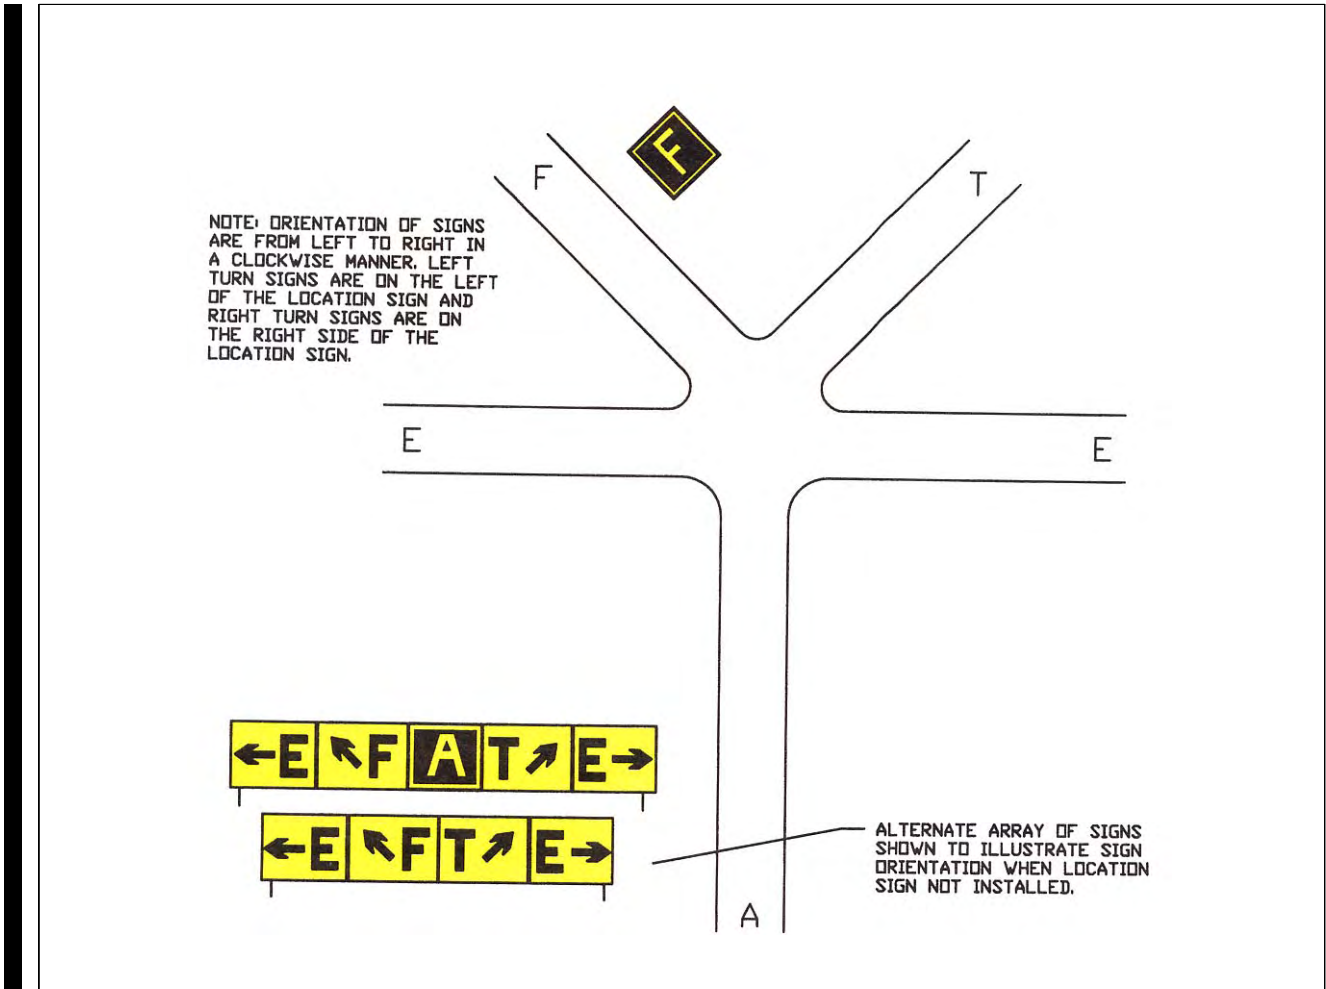 F
F
T
NOTE: ORIENTATION OF SIGNS
ARE FROM LEFT TO RIGHT IN
A CLOCKWISE MANNER. LEFT
TURN SIGNS ARE ON THE LEFT
OF THE LOCATION SIGN AND
RIGHT TURN SIGNS ARE ON
THE RIGHT SIDE OF THE
LOCATION SIGN.
E
E
←E ↖F A T↗ E→
←E ↖F T↗ E→
ALTERNATE ARRAY OF SIGNS
SHOWN TO ILLUSTRATE SIGN
ORIENTATION WHEN LOCATION
SIGN NOT INSTALLED.
A